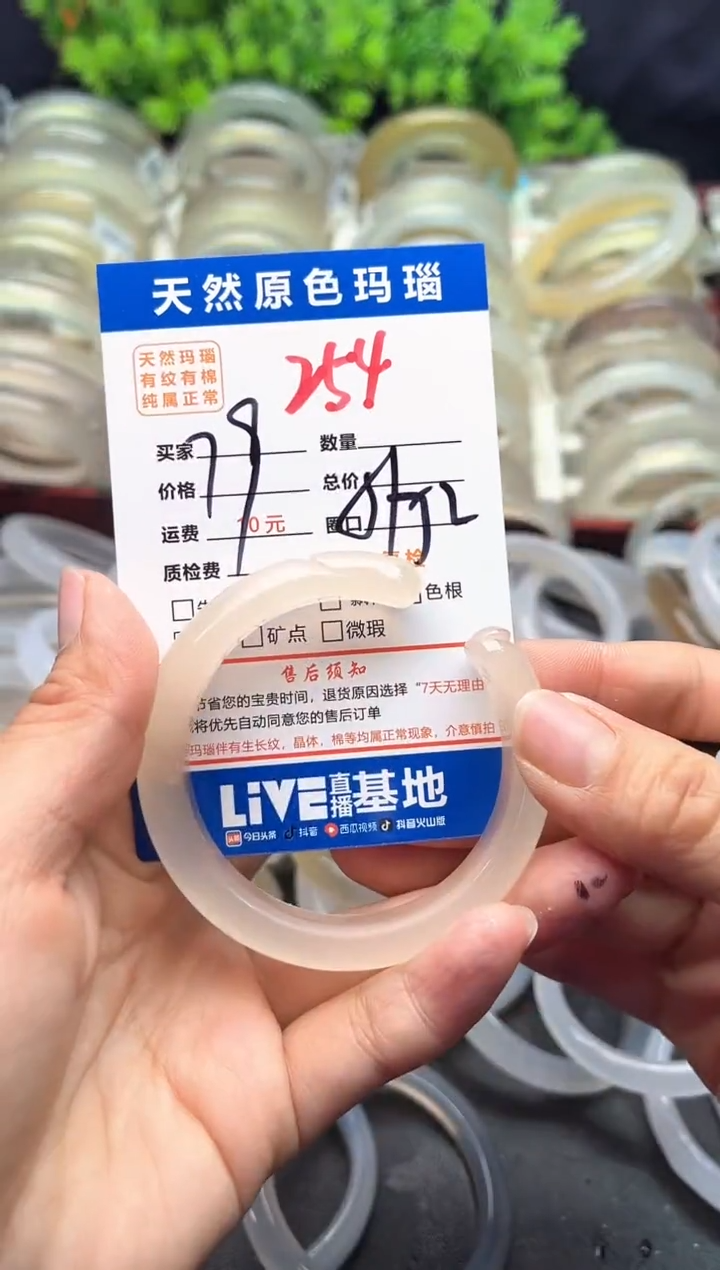 天然原色玛瑙
天然玛瑙
有纹有棉
纯属正常
254
买家 数量
79
价格 总价
运费 10元 圈口
质检费
色根
矿点 微瑕
售后须知
节省您的宝贵时间，退货原因选择“7天无理由
将优先自动同意您的售后订单
玛瑙伴有生长纹，晶体，棉等均属正常现象，介意慎拍
LiVE直播基地
头条 今日头条 抖音 西瓜视频 抖音火山版